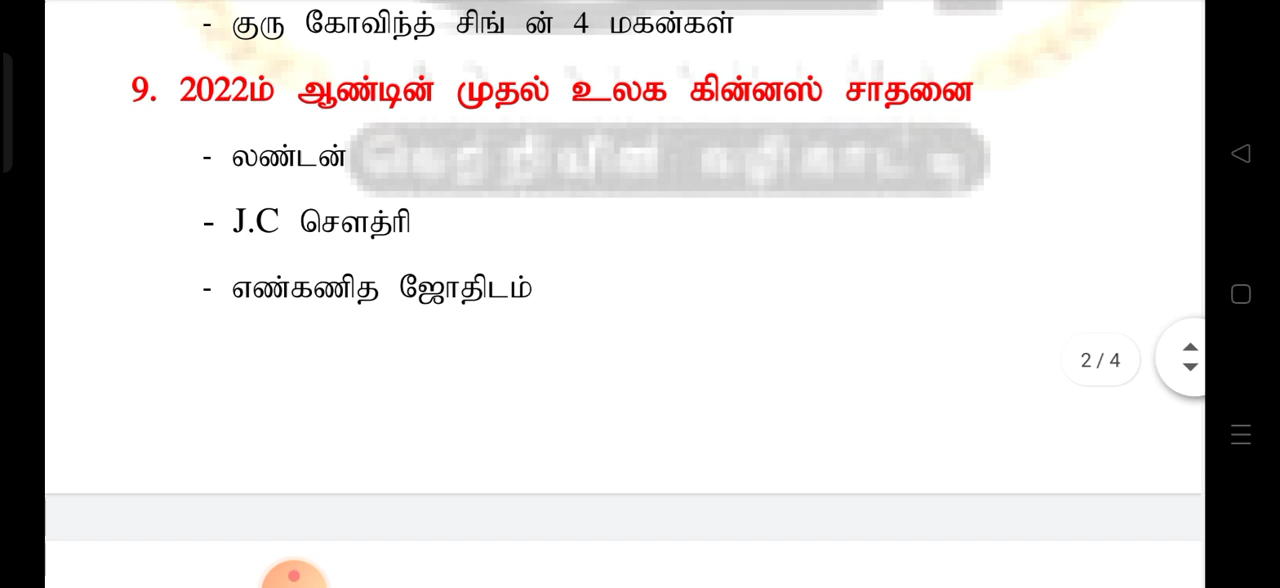 - குரு கோவிந்த் சிங் ன் 4 மகன்கள்
9. 2022ம் ஆண்டின் முதல் உலக கின்னஸ் சாதனை
- லண்டன்
- J.C சௌத்ரி
- எண்கணித ஜோதிடம்
2 / 4